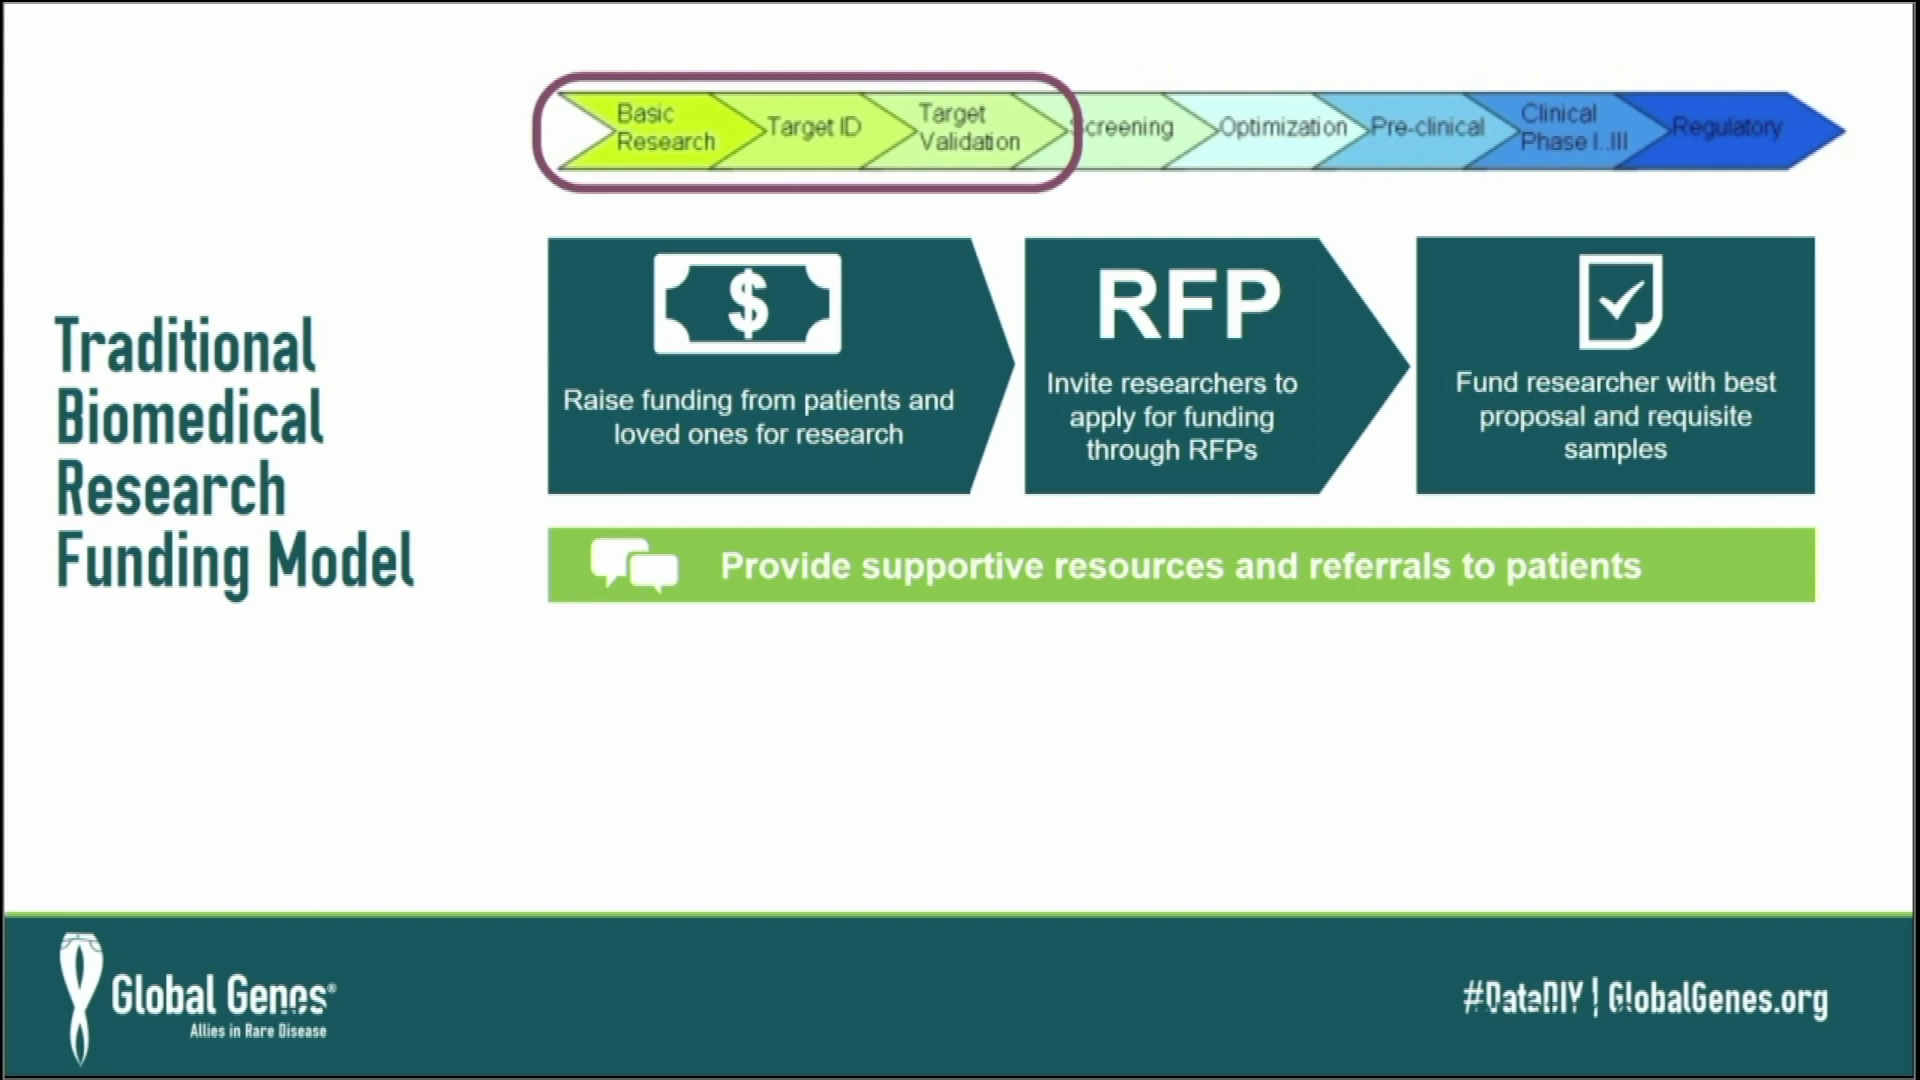 Basic
Research
Target ID
Target
Validation
Screening
Optimization
Pre-clinical
Clinical
Phase I..III
Regulatory
Traditional
Biomedical
Research
Funding Model
$
Raise funding from patients and
loved ones for research
RFP
Invite researchers to
apply for funding
through RFPs
Fund researcher with best
proposal and requisite
samples
Provide supportive resources and referrals to patients
Global Genes®
Allies in Rare Disease
#DataDIY | GlobalGenes.org